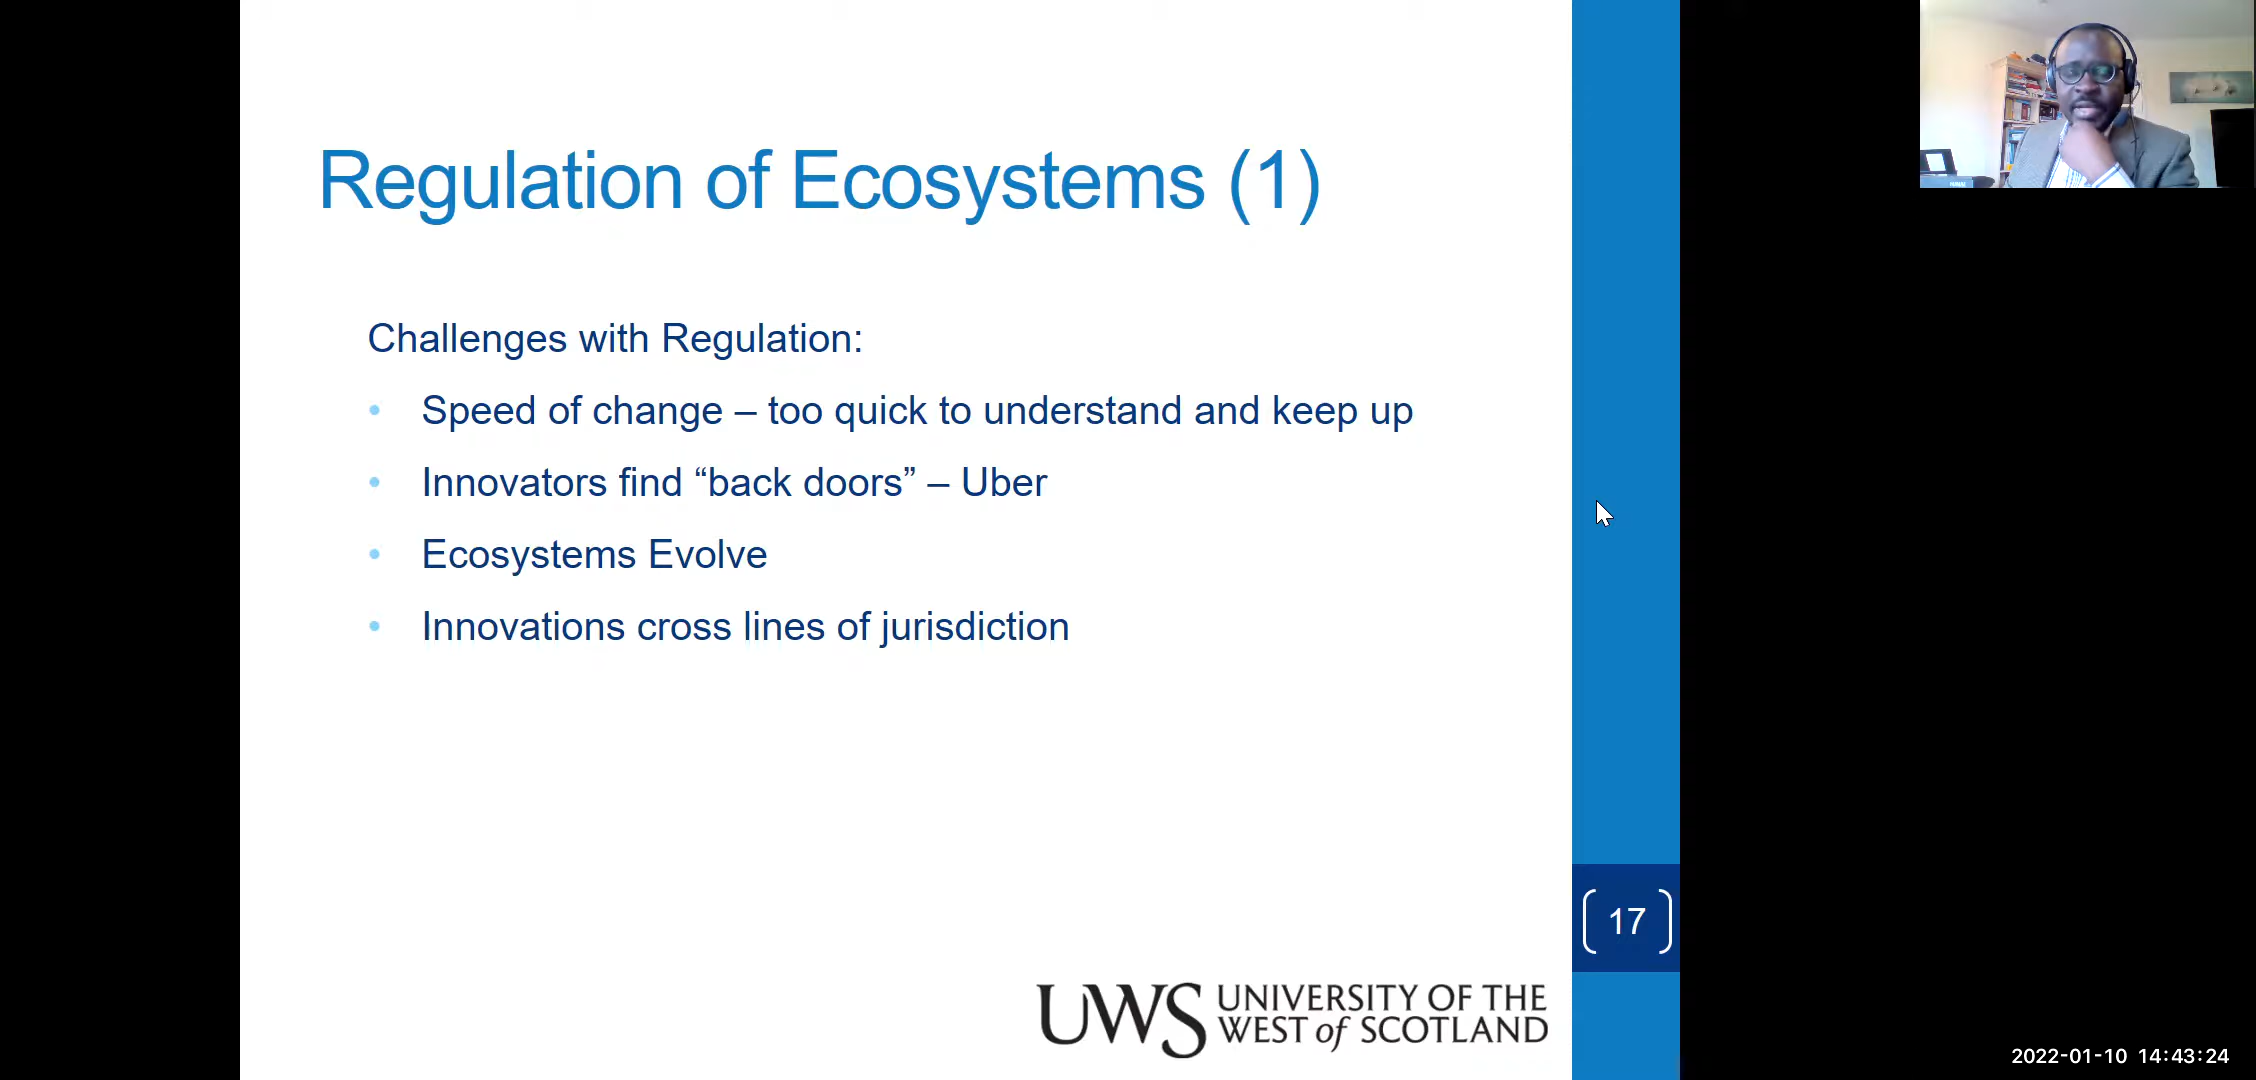 Regulation of Ecosystems (1)
Challenges with Regulation:
• Speed of change – too quick to understand and keep up
• Innovators find “back doors” – Uber
• Ecosystems Evolve
• Innovations cross lines of jurisdiction
17
UWS UNIVERSITY OF THE
WEST of SCOTLAND
2022-01-10 14:43:24